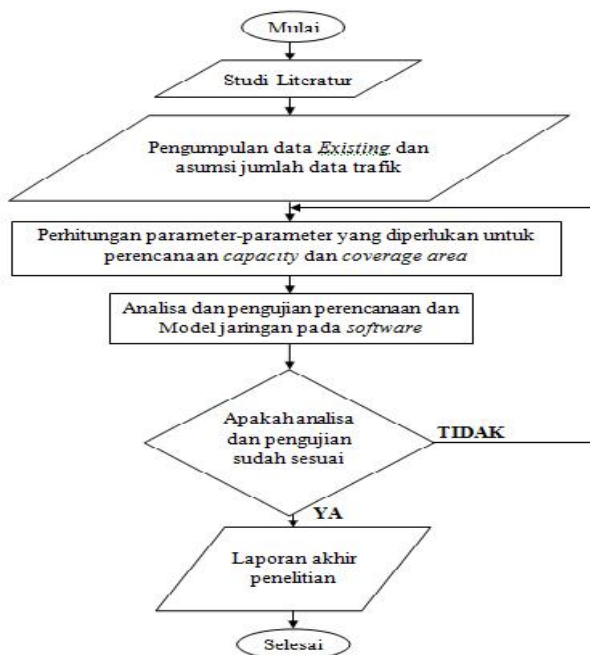 Mulai
Studi Literatur
Pengumpulan data Existing dan
asumsi jumlah data trafik
Perhitungan parameter-parameter yang diperlukan untuk
perencanaan capacity dan coverage area
Analisa dan pengujian perencanaan dan
Model jaringan pada software
Apakah analisa
dan pengujian
sudah sesuai
TIDAK
YA
Laporan akhir
penelitian
Selesai